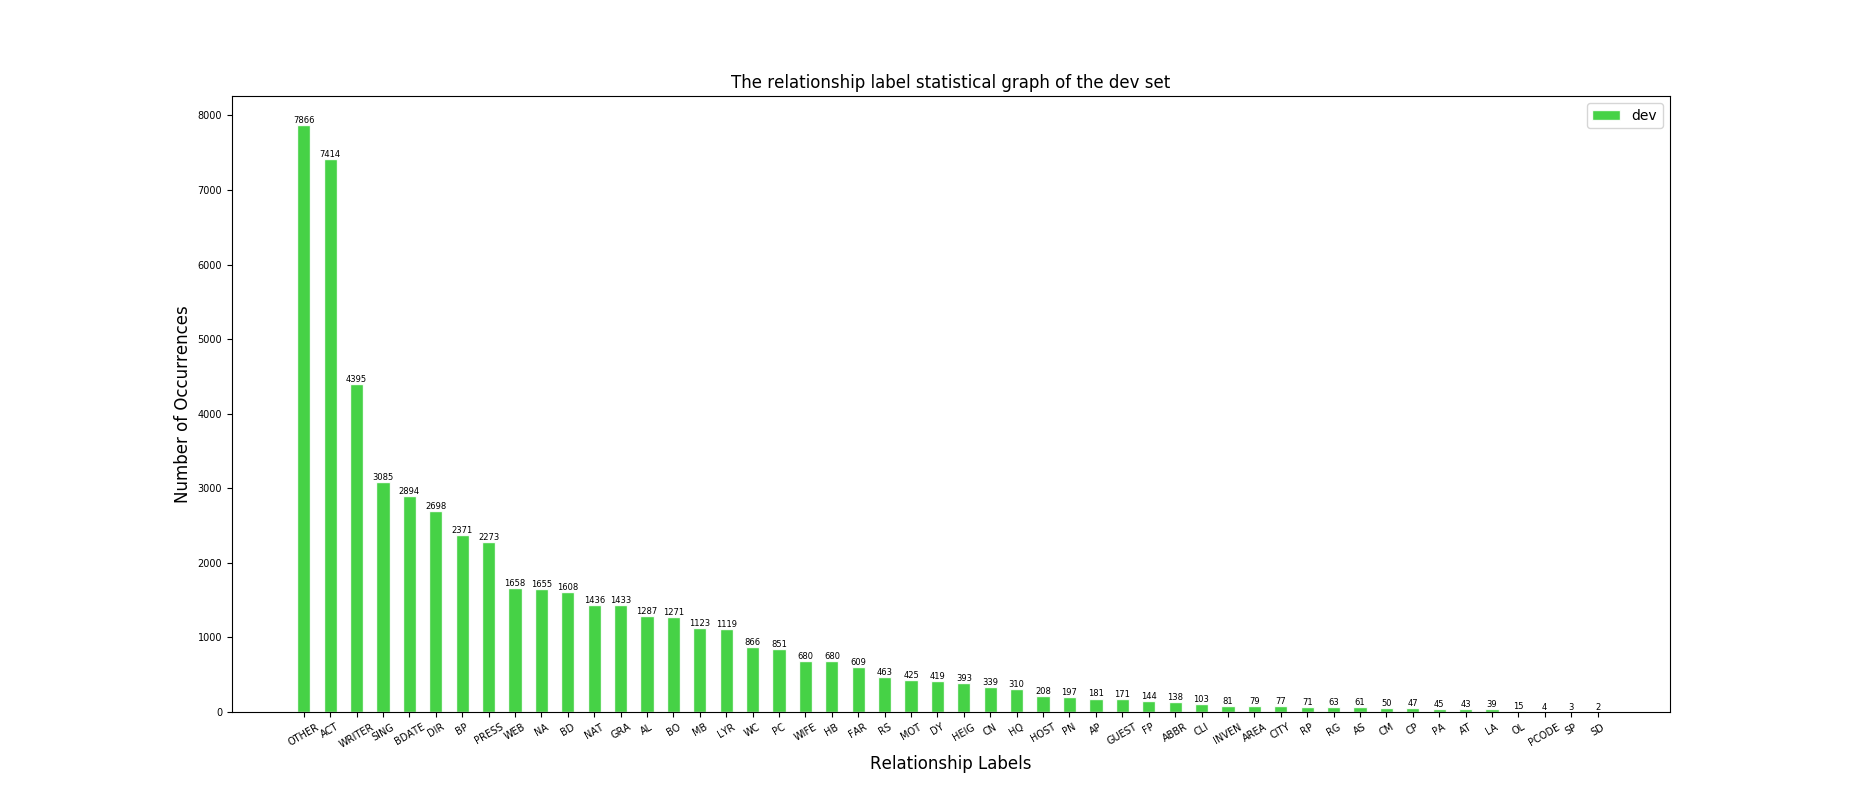 The relationship label statistical graph of the dev set
dev
Number of Occurrences
8000
7000
6000
5000
4000
3000
2000
1000
0
7866 7414 4395 3085 2894 2698 2371 2273 1658 1655 1608 1436 1433 1287 1271 1123 1119 866 851 680 680 609 463 425 419 393 339 310 208 197 181 171 144 138 103 81 79 77 71 63 61 50 47 45 43 39 15 4 3 2
OTHER ACT WRITER SING BDATE DIR BP PRESS WEB NA BD NAT GRA AL BO MB LYR WC PC WIFE HB FAR RS MOT DY HEIG CN HQ HOST PN AP GUEST FP ABBR CLI INVEN AREA CITY RP RG AS CM CP PA AT LA OL PCODE SP SD
Relationship Labels